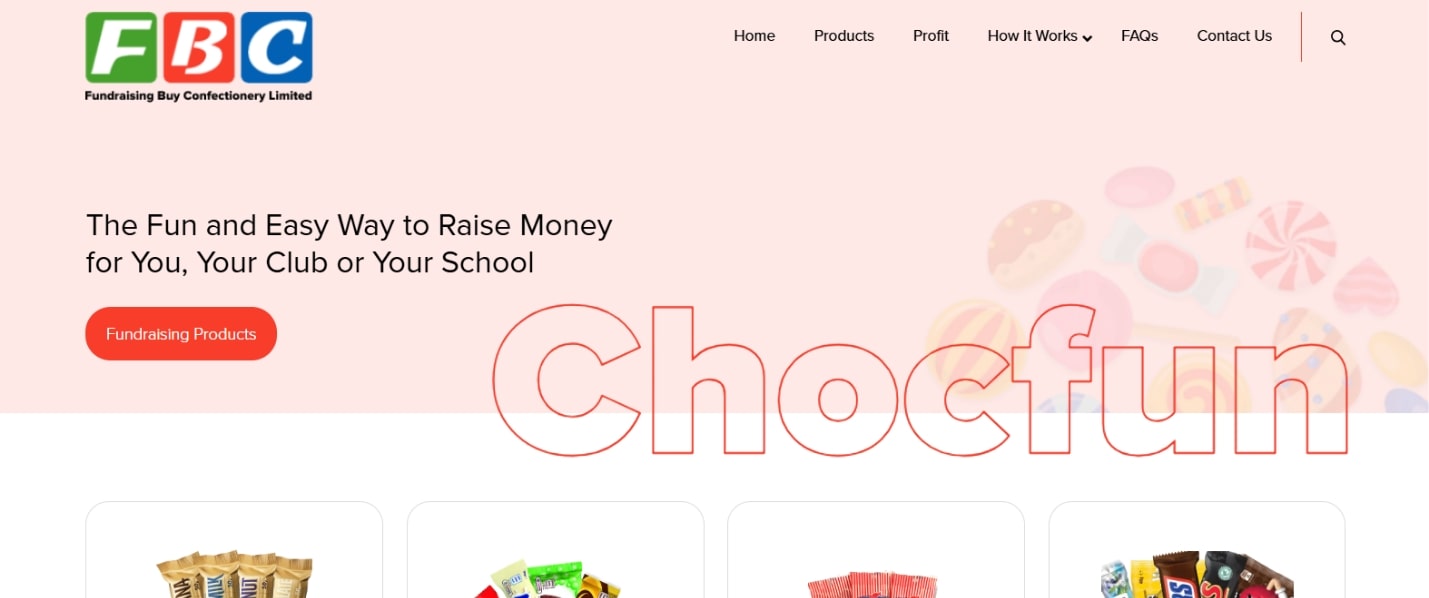 FBC
Fundraising Buy Confectionery Limited
Home Products Profit How It Works FAQs Contact Us
The Fun and Easy Way to Raise Money
for You, Your Club or Your School
Fundraising Products
Chocfun